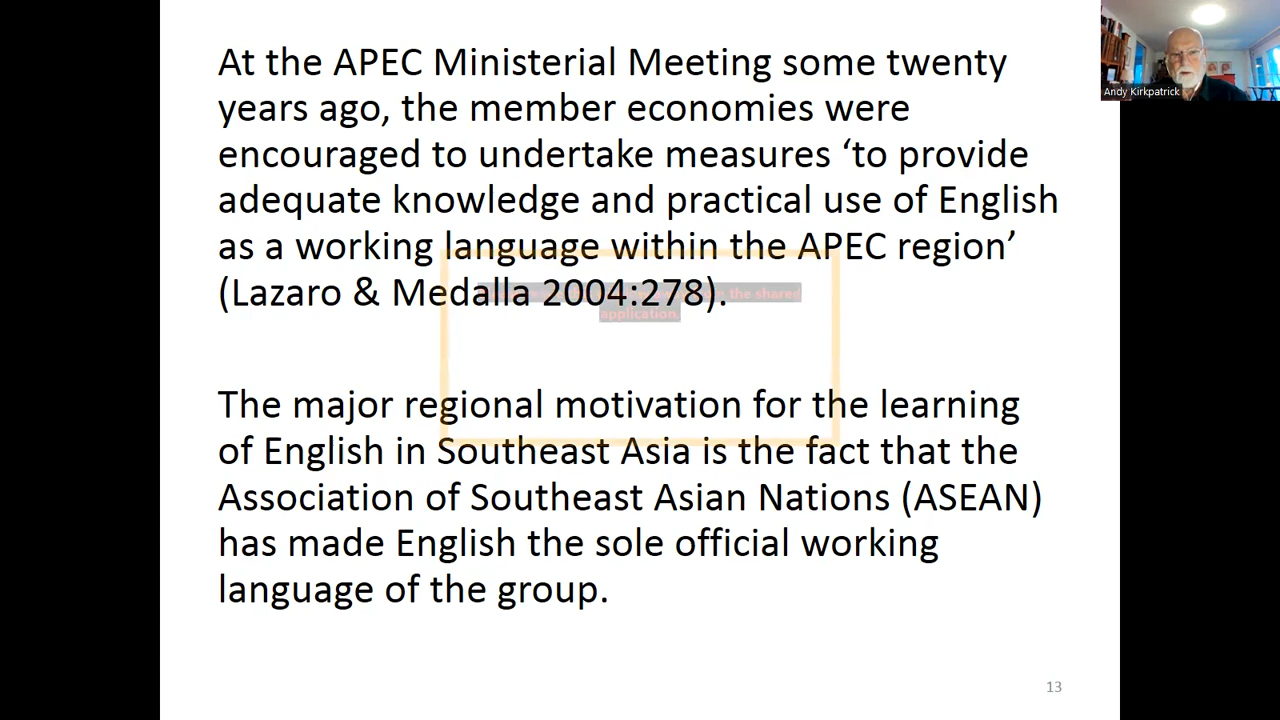 At the APEC Ministerial Meeting some twenty
years ago, the member economies were
encouraged to undertake measures ‘to provide
adequate knowledge and practical use of English
as a working language within the APEC region’
(Lazaro & Medalla 2004:278).
the shared
application.
The major regional motivation for the learning
of English in Southeast Asia is the fact that the
Association of Southeast Asian Nations (ASEAN)
has made English the sole official working
language of the group.
13
Andy Kirkpatrick